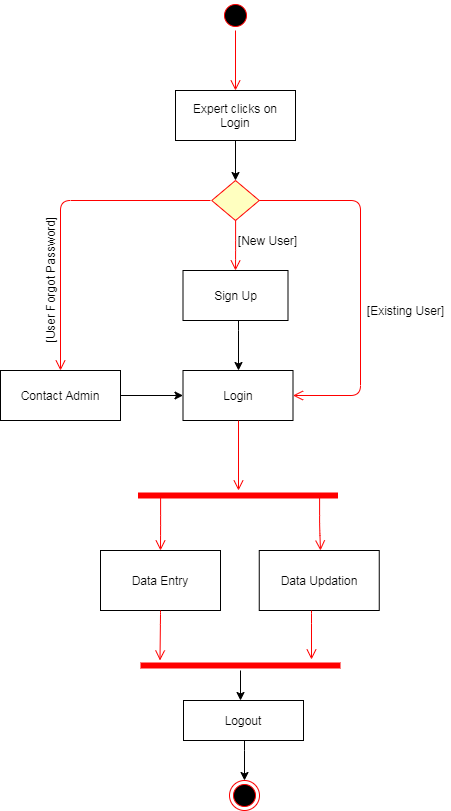 Expert clicks on
Login
[New User]
[User Forgot Password]
Sign Up
[Existing User]
Contact Admin
Login
Data Entry
Data Updation
Logout